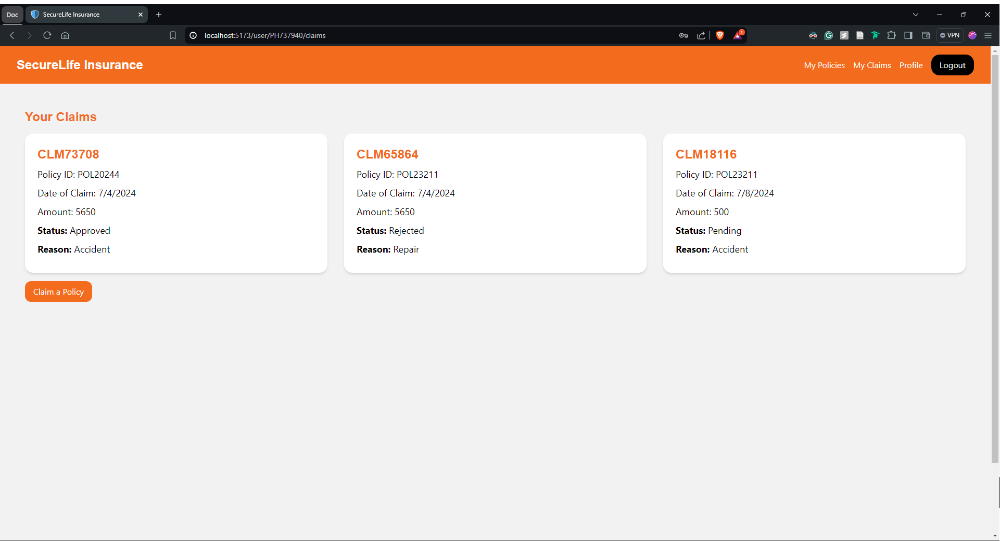 Doc
SecureLife Insurance
localhost:5173/user/PH737940/claims
1
VPN
SecureLife Insurance
My Policies
My Claims
Profile
Logout
Your Claims
CLM73708
Policy ID: POL20244
Date of Claim: 7/4/2024
Amount: 5650
Status: Approved
Reason: Accident
CLM65864
Policy ID: POL23211
Date of Claim: 7/4/2024
Amount: 5650
Status: Rejected
Reason: Repair
CLM18116
Policy ID: POL23211
Date of Claim: 7/8/2024
Amount: 500
Status: Pending
Reason: Accident
Claim a Policy